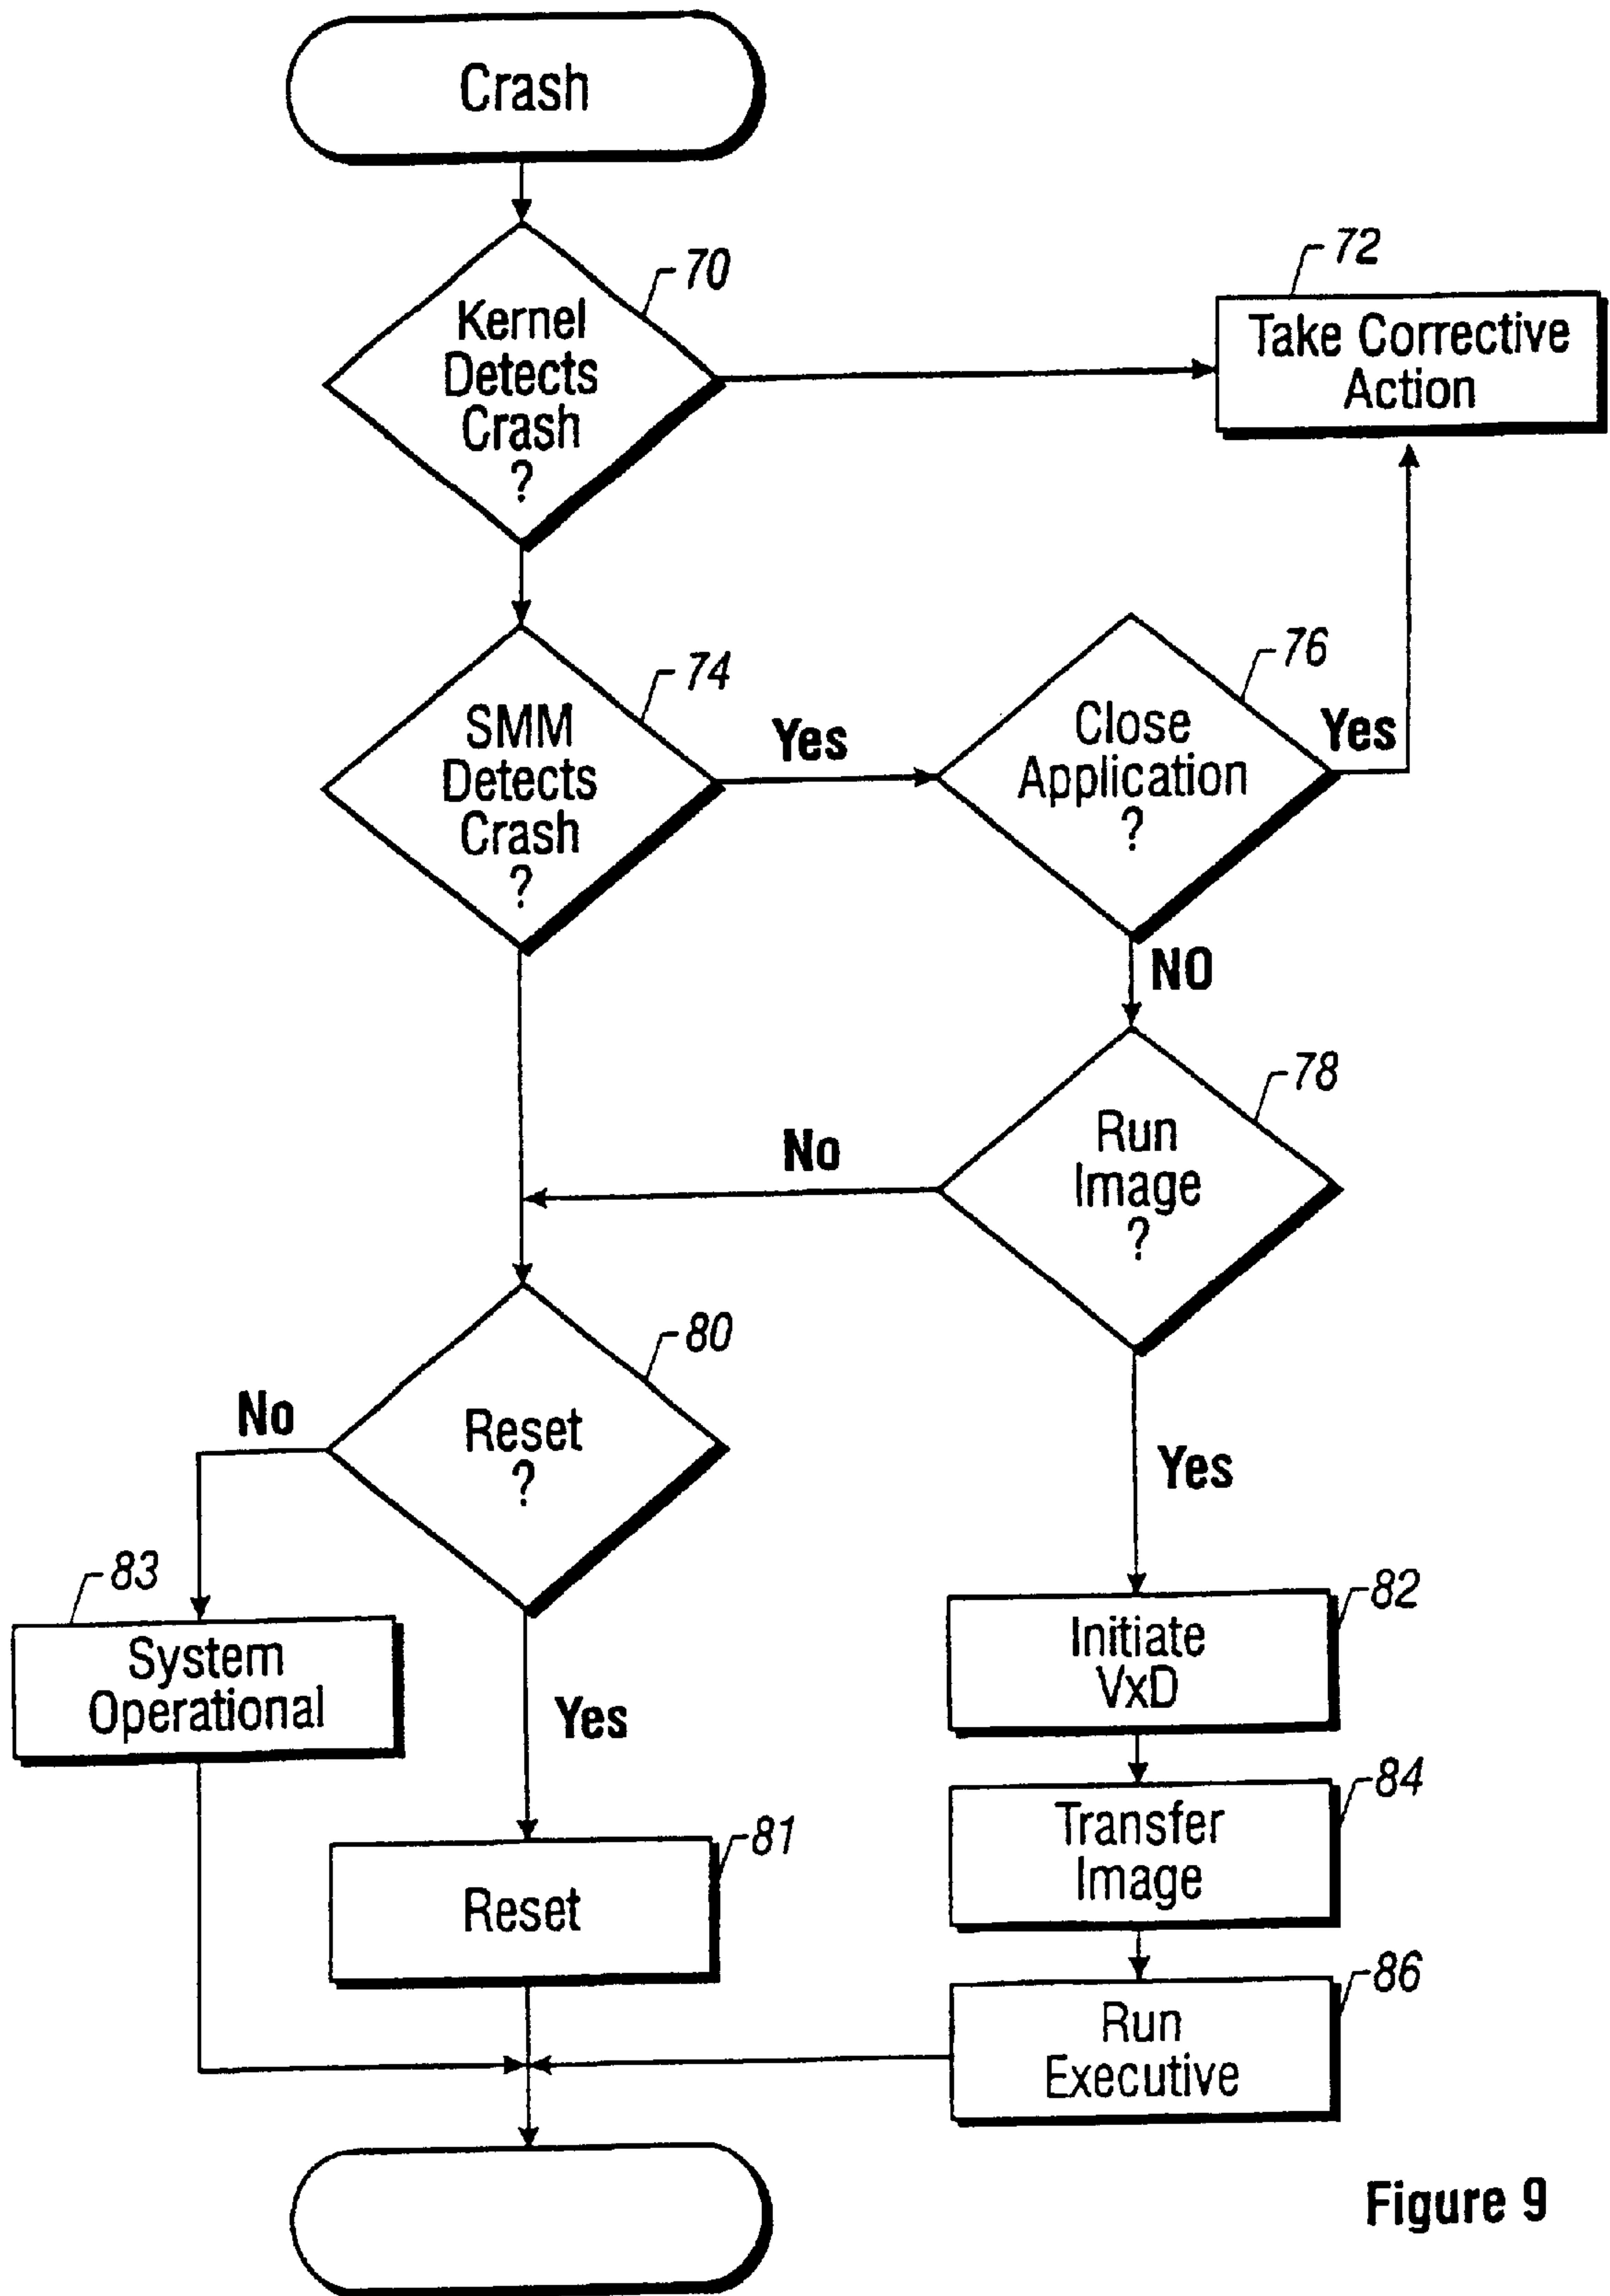 Crash
70
Kernel
Detects
Crash
?
72
Take Corrective
Action
74
SMM
Detects
Crash
?
Yes
76
Close
Application
?
Yes
NO
78
Run
Image
?
No
80
Reset
?
No
Yes
83
System
Operational
Yes
82
Initiate
VxD
81
Reset
84
Transfer
Image
86
Run
Executive
Figure 9